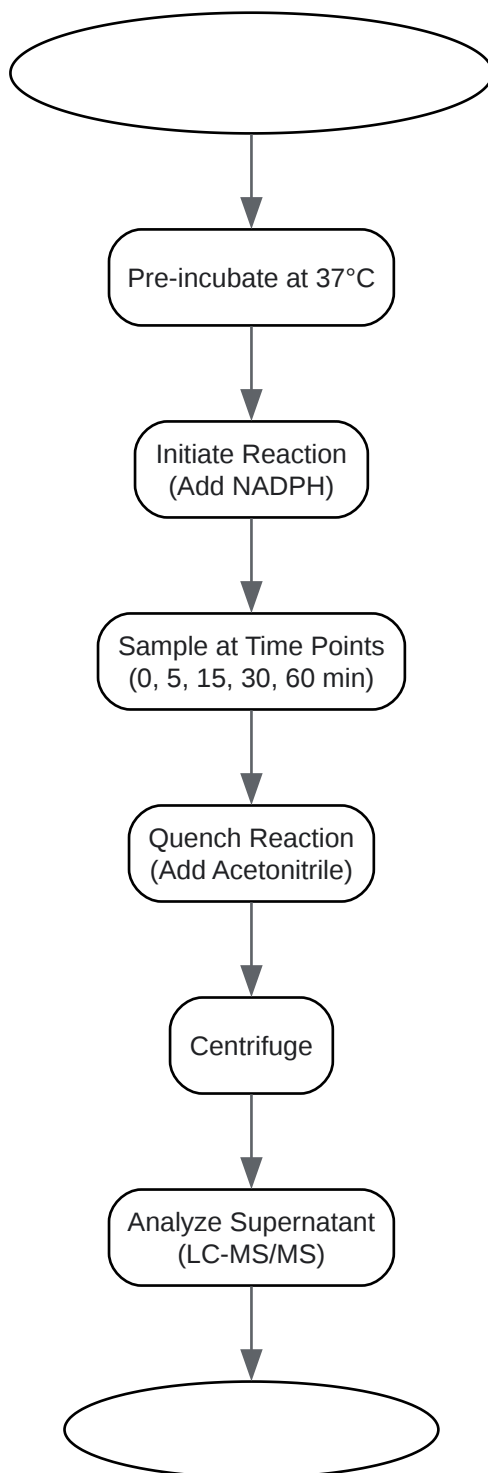 Pre-incubate at 37°C
Initiate Reaction
(Add NADPH)
Sample at Time Points
(0, 5, 15, 30, 60 min)
Quench Reaction
(Add Acetonitrile)
Centrifuge
Analyze Supernatant
(LC-MS/MS)